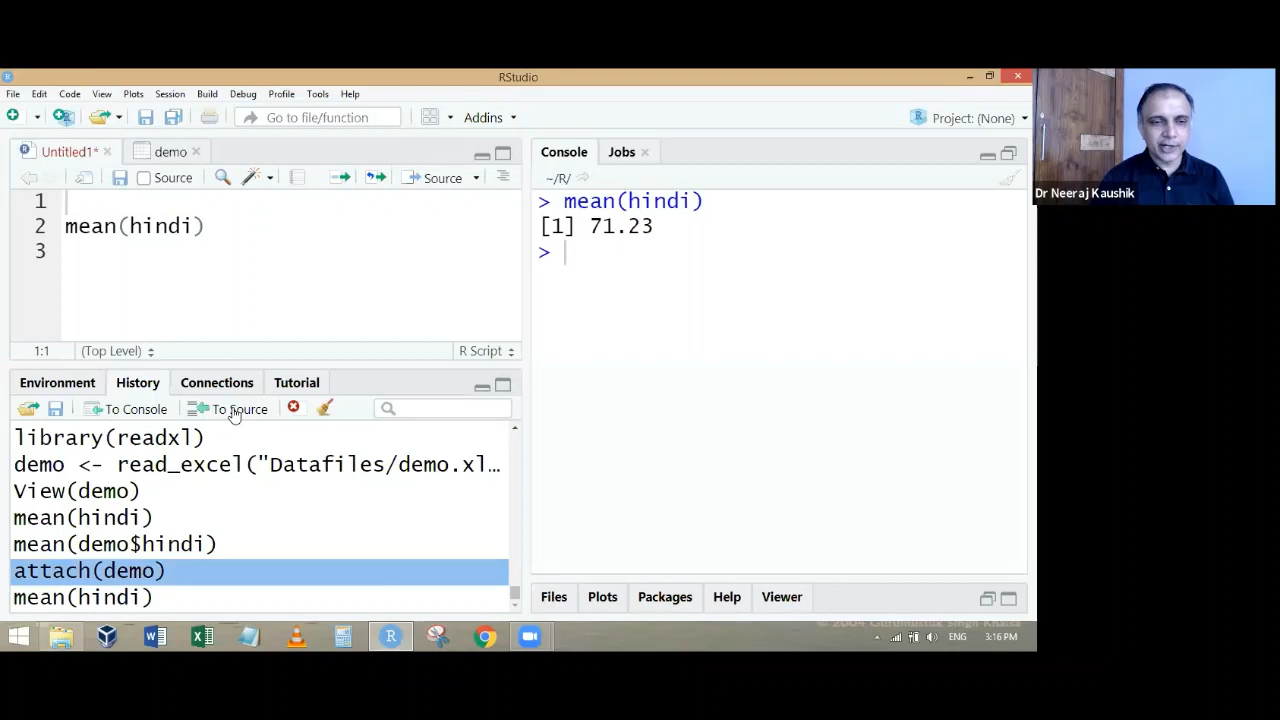 RStudio
File Edit Code View Plots Session Build Debug Profile Tools Help
Go to file/function Addins Project: (None)
Untitled1* demo
Source Source
1
2 mean(hindi)
3
1:1 (Top Level) R Script
Console Jobs
~/R/
> mean(hindi)
[1] 71.23
>
Dr Neeraj Kaushik
Environment History Connections Tutorial
To Console To Source
library(readxl)
demo <- read_excel("Datafiles/demo.xl…
View(demo)
mean(hindi)
mean(demo$hindi)
attach(demo)
mean(hindi)
Files Plots Packages Help Viewer
© 2004 Gurumustuk Singh Khalsa
ENG 3:16 PM